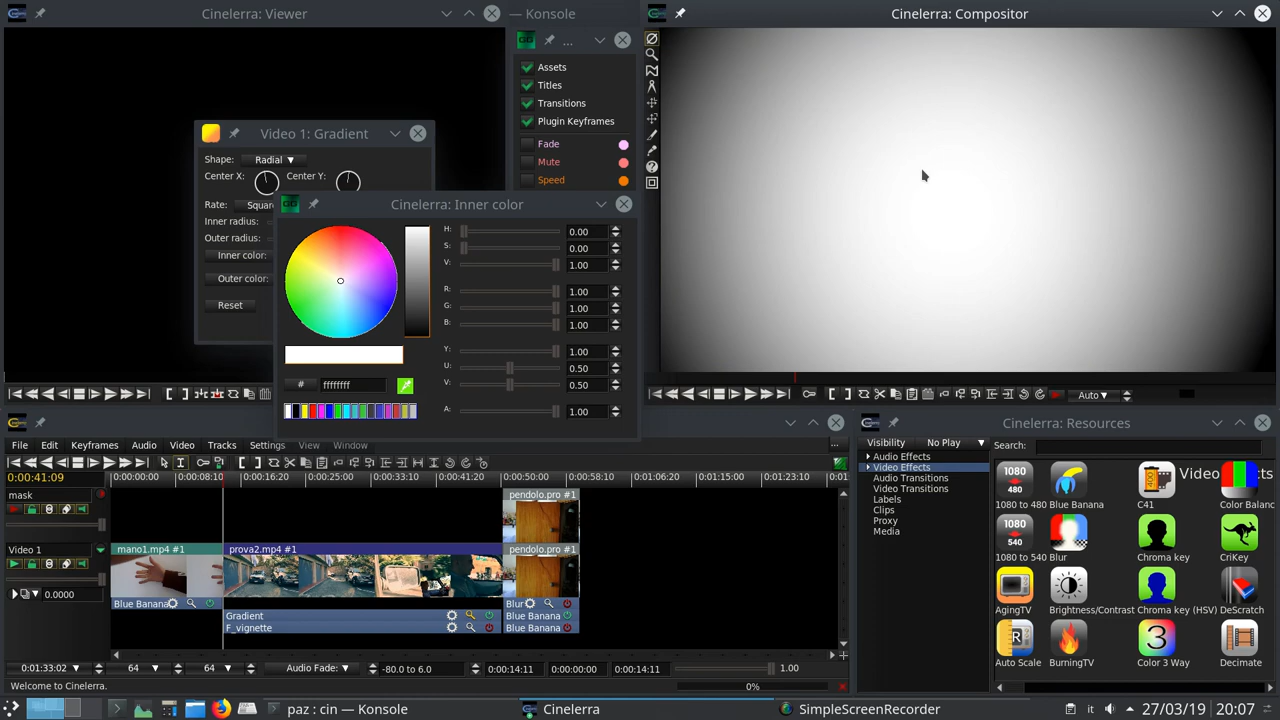 Cinelerra: Viewer
— Konsole
Cinelerra: Compositor
...
Assets
Titles
Transitions
Plugin Keyframes
Fade
Mute
Speed
Video 1: Gradient
Shape: Radial
Center X: Center Y:
Rate: Squar
Inner radius:
Outer radius:
Inner color:
Outer color:
Reset
Cinelerra: Inner color
H: 0.00
S: 0.00
V: 1.00
R: 1.00
G: 1.00
B: 1.00
Y: 1.00
U: 0.50
V: 0.50
# ffffffff
A: 1.00
Auto
File Edit Keyframes Audio Video Tracks Settings View Window ...
0:00:41:09
0:00:00:00 0:00:08:10 0:00:16:20 0:00:25:00 0:00:33:10 0:00:41:20 0:00:50:00 0:00:58:10 0:01:06:20 0:01:15:00 0:01:23:10 0:01:
mask
pendolo.pro #1
Video 1
mano1.mp4 #1
prova2.mp4 #1
pendolo.pro #1
0.0000
Blue Banana
Blur
Gradient
Blue Banana
F_vignette
Blue Banana
0:01:33:02 64 64 Audio Fade: -80.0 to 6.0 0:00:14:11 0:00:00:00 0:00:14:11 1.00
Welcome to Cinelerra.
0%
Cinelerra: Resources
Visibility No Play Search:
Audio Effects
Video Effects
Audio Transitions
Video Transitions
Labels
Clips
Proxy
Media
1080
480
1080 to 480
Blue Banana
C41
Color Balanc
1080
540
1080 to 540
Blur
Chroma key
CriKey
AgingTV
Brightness/Contrast
Chroma key (HSV)
DeScratch
R
Auto Scale
BurningTV
3
Color 3 Way
Decimate
paz : cin — Konsole
Cinelerra
SimpleScreenRecorder
it
27/03/19
20:07